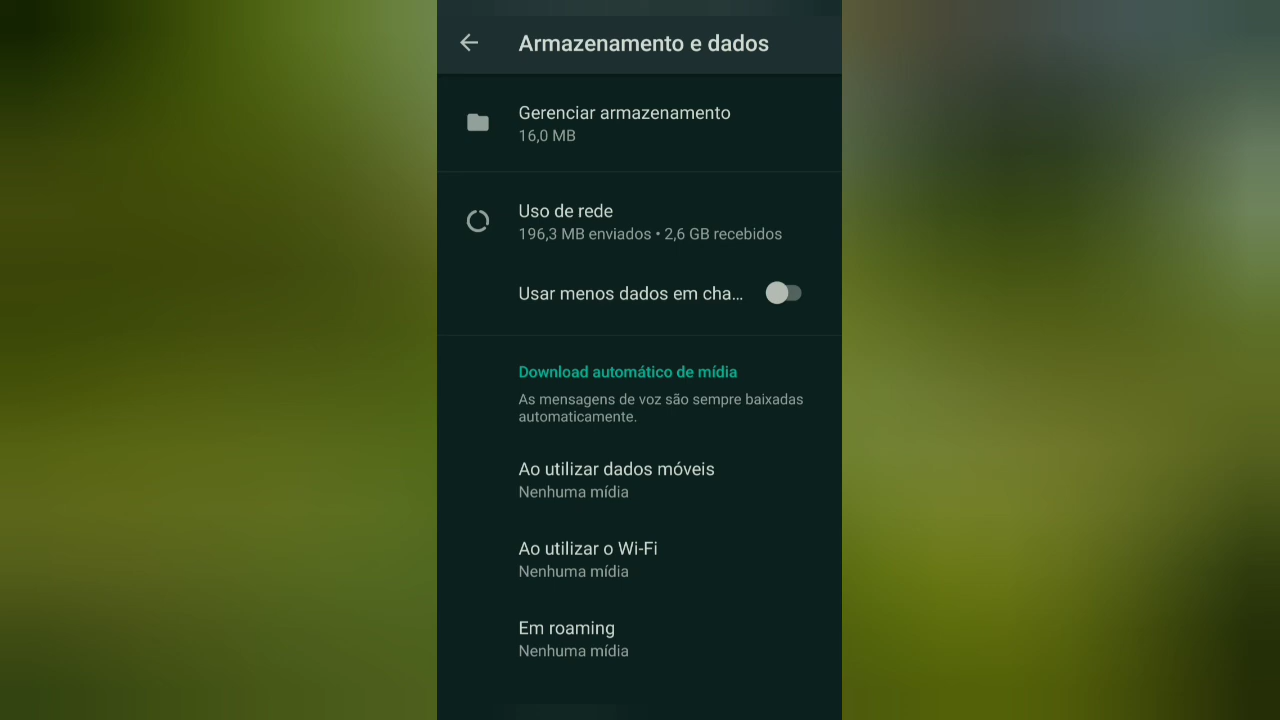 Armazenamento e dados
Gerenciar armazenamento
16,0 MB
Uso de rede
196,3 MB enviados • 2,6 GB recebidos
Usar menos dados em cha...
Download automático de mídia
As mensagens de voz são sempre baixadas
automaticamente.
Ao utilizar dados móveis
Nenhuma mídia
Ao utilizar o Wi-Fi
Nenhuma mídia
Em roaming
Nenhuma mídia